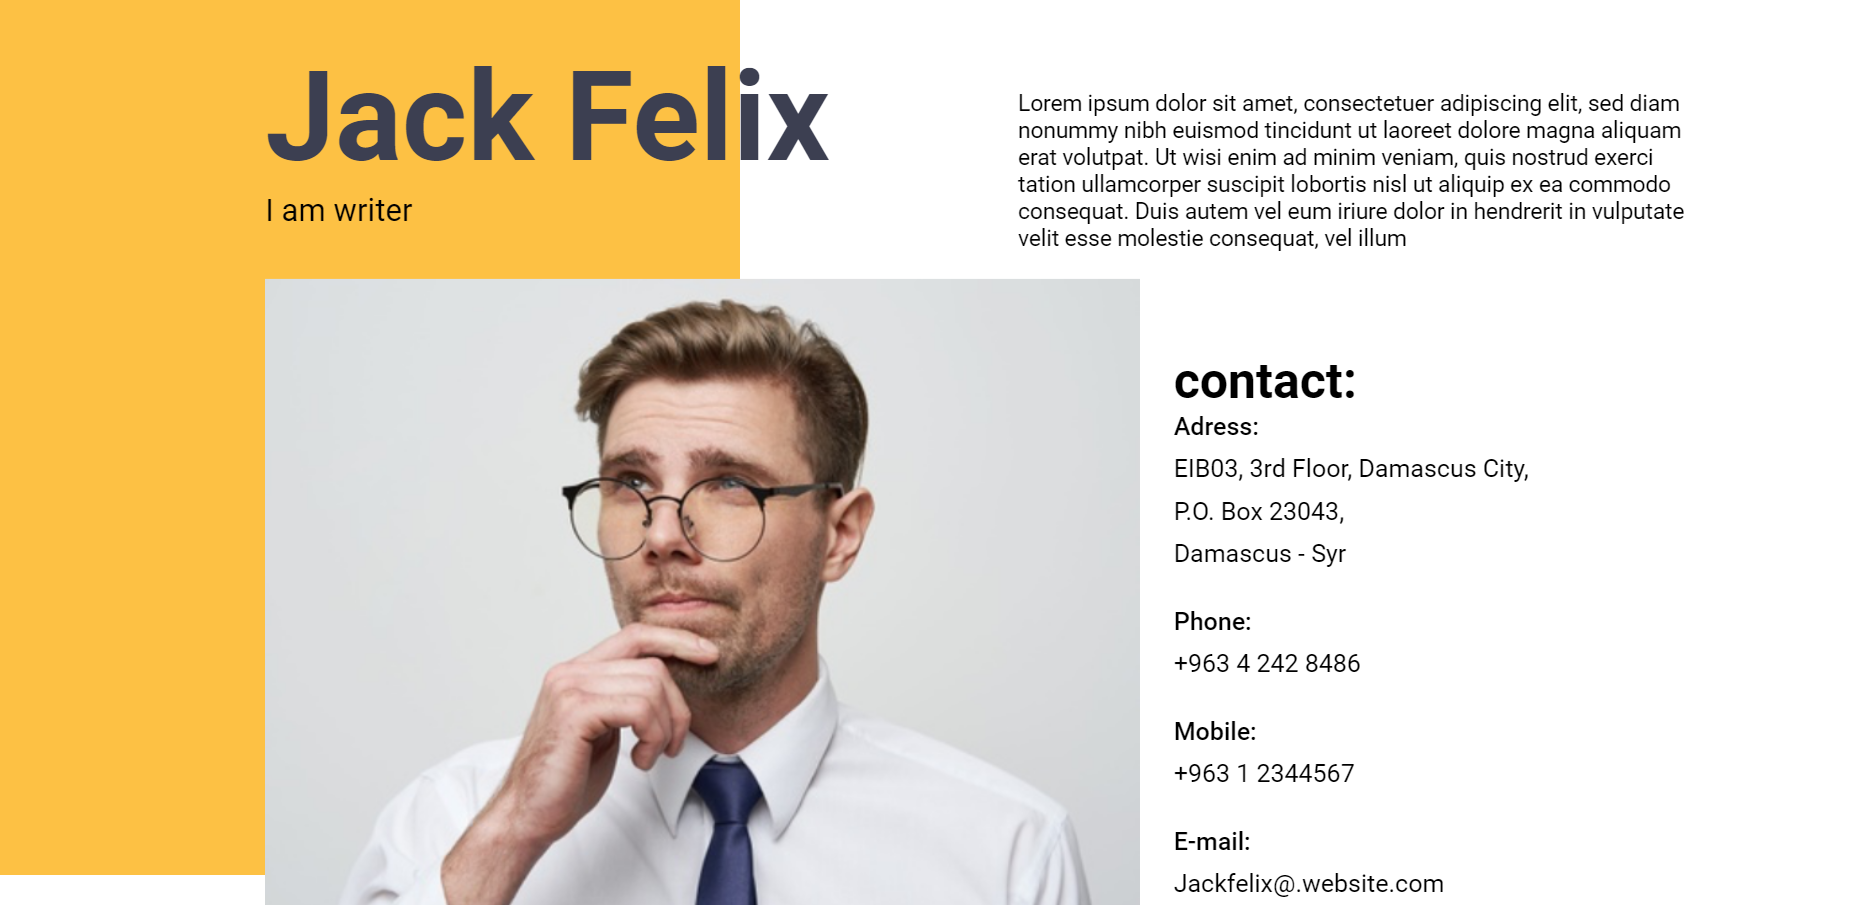 Jack Felix
I am writer
Lorem ipsum dolor sit amet, consectetuer adipiscing elit, sed diam
nonummy nibh euismod tincidunt ut laoreet dolore magna aliquam
erat volutpat. Ut wisi enim ad minim veniam, quis nostrud exerci
tation ullamcorper suscipit lobortis nisl ut aliquip ex ea commodo
consequat. Duis autem vel eum iriure dolor in hendrerit in vulputate
velit esse molestie consequat, vel illum
contact:
Adress:
EIB03, 3rd Floor, Damascus City,
P.O. Box 23043,
Damascus - Syr
Phone:
+963 4 242 8486
Mobile:
+963 1 2344567
E-mail:
Jackfelix@.website.com